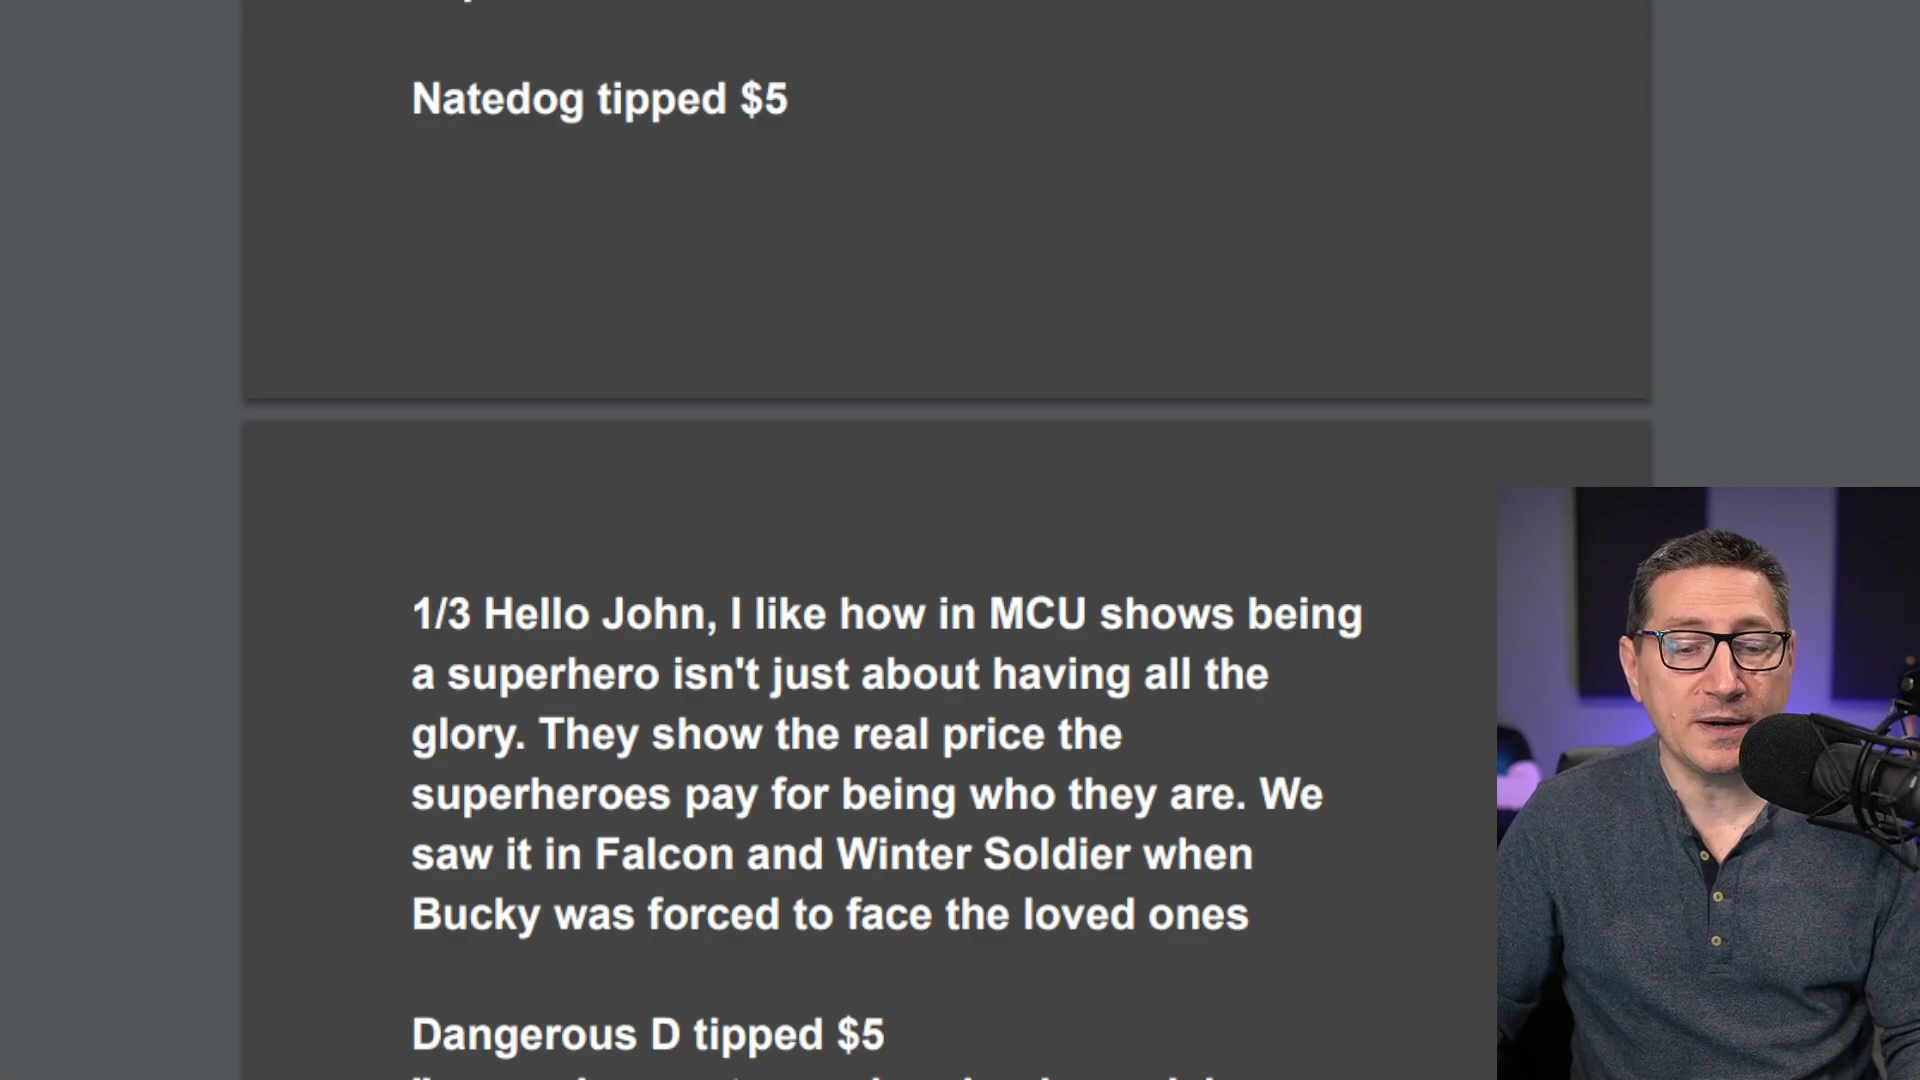 Natedog tipped $5
1/3 Hello John, I like how in MCU shows being
a superhero isn't just about having all the
glory. They show the real price the
superheroes pay for being who they are. We
saw it in Falcon and Winter Soldier when
Bucky was forced to face the loved ones
Dangerous D tipped $5